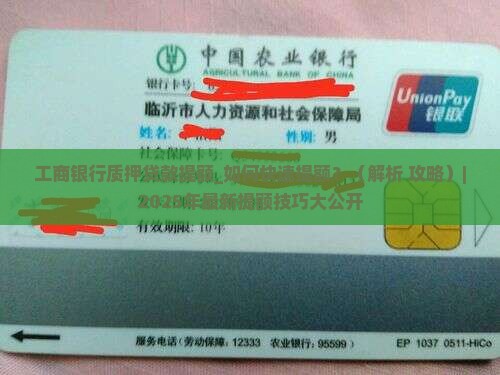 中国农业银行
AGRICULTURAL BANK OF CHINA
银行卡号:
UnionPay
银联
临沂市人力资源和社会保障局
姓名: 性别: 男
社会保障卡号:
工商银行质押贷款提额_如何快速提额?_（解析 攻略）|
年最新提额技巧大公开
有效期限: 10年
服务电话(劳动保障: 12333 农业银行: 95599)
EP 1037 0511-HiCo